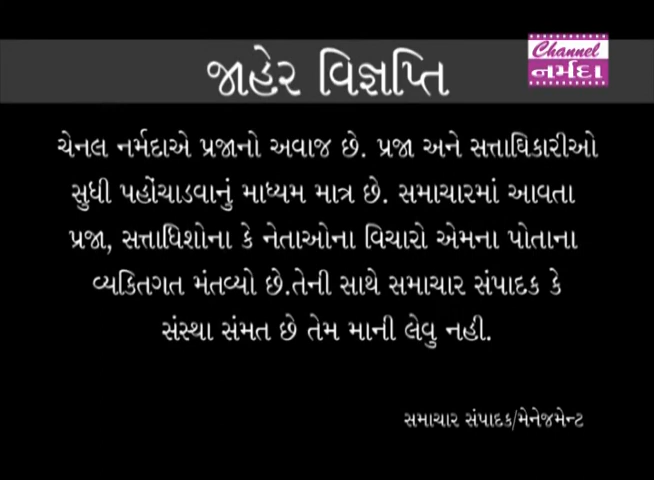 Channel
નર્મદા
જાહેર વિજ્ઞપ્તિ
ચેનલ નર્મદાએ પ્રજાનો અવાજ છે. પ્રજા અને સત્તાધિકારીઓ
સુધી પહોંચાડવાનું માધ્યમ માત્ર છે. સમાચારમાં આવતા
પ્રજા, સત્તાધિશોના કે નેતાઓના વિચારો એમના પોતાના
વ્યકિતગત મંતવ્યો છે.તેની સાથે સમાચાર સંપાદક કે
સંસ્થા સંમત છે તેમ માની લેવુ નહી.
સમાચાર સંપાદક/મેનેજમેન્ટ